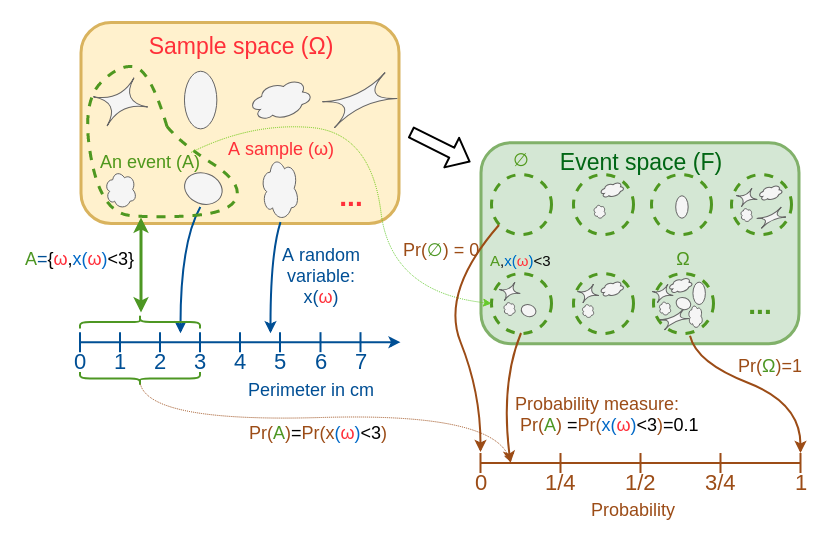 Sample space (Ω)
An event (A)
A sample (ω)
...
Event space (F)
∅
Ω
A,x(ω)<3
...
A={ω,x(ω)<3}
A random
variable:
x(ω)
Pr(∅) = 0
0 1 2 3 4 5 6 7
Perimeter in cm
Pr(A)=Pr(x(ω)<3)
Pr(Ω)=1
Probability measure:
Pr(A) =Pr(x(ω)<3)=0.1
0 1/4 1/2 3/4 1
Probability